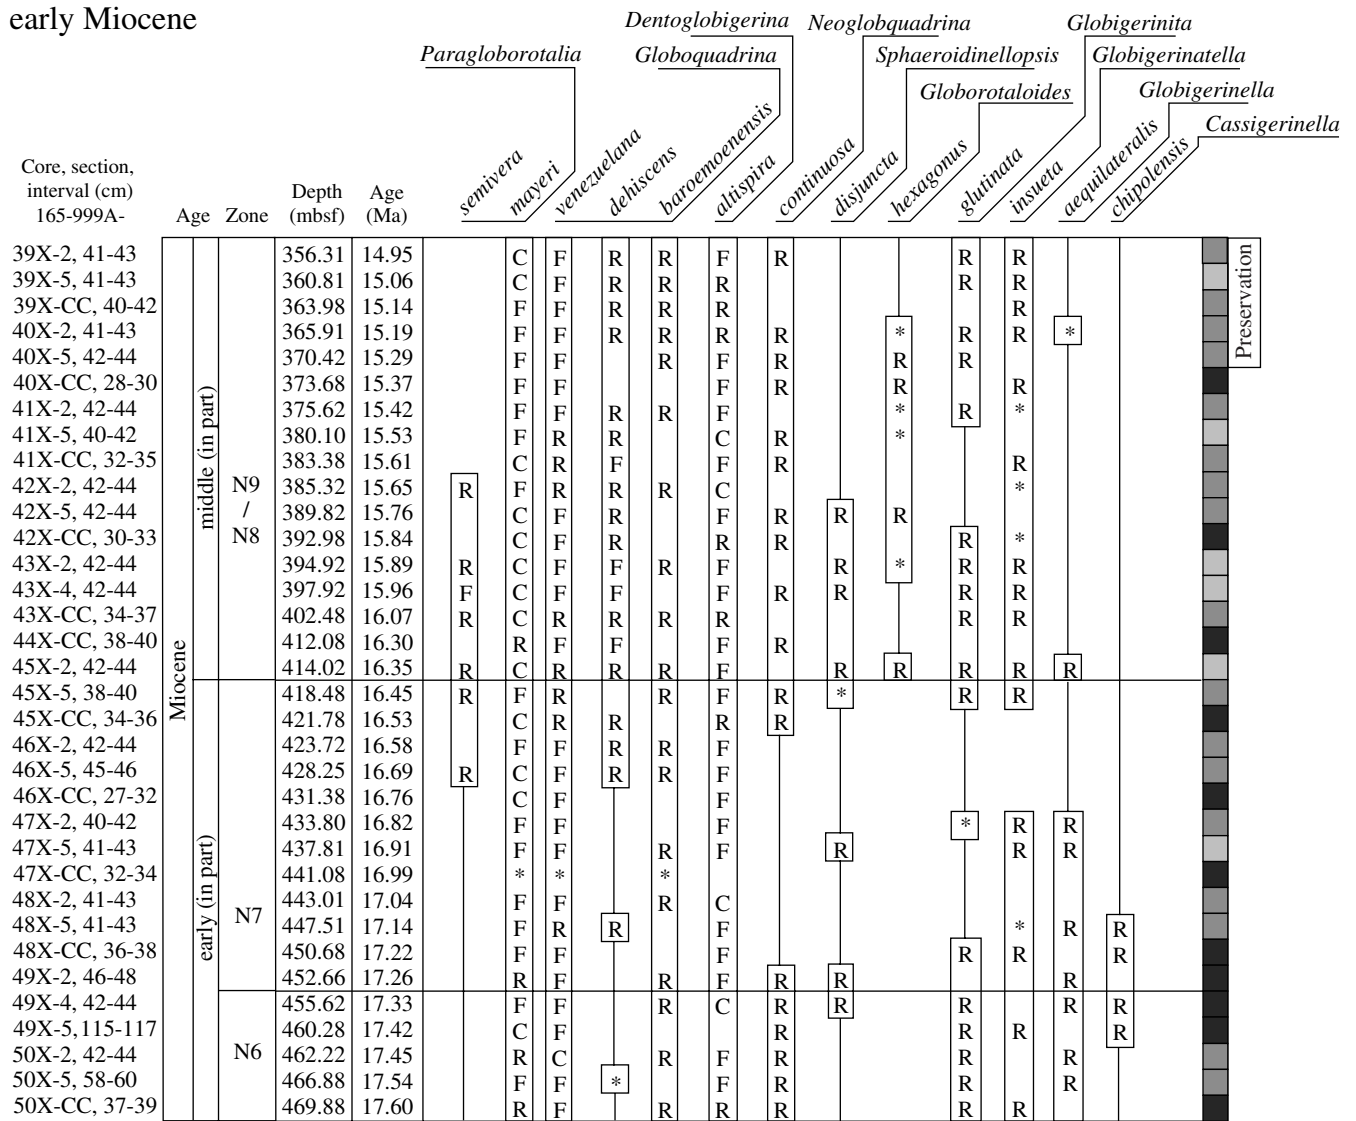 early Miocene
Dentoglobigerina Neoglobquadrina Globigerinita
Paragloborotalia Globoquadrina Sphaeroidinellopsis Globigerinatella
Globorotaloides Globigerinella
Cassigerinella
semivera mayeri venezuelana dehiscens baroemoenensis altispira continuosa disjuncta hexagonus glutinata insueta aequilateralis chipolensis
Core, section,
interval (cm)
165-999A-
Age Zone
Depth
(mbsf)
Age
(Ma)
39X-2, 41-43 356.31 14.95 C F R R F R R R
39X-5, 41-43 360.81 15.06 C F R R R R R
39X-CC, 40-42 363.98 15.14 F F R R R R
40X-2, 41-43 365.91 15.19 F F R R R R * R R *
40X-5, 42-44 370.42 15.29 F F R F R R R
40X-CC, 28-30 373.68 15.37 F F F R R R
41X-2, 42-44 375.62 15.42 F F R R F * R *
41X-5, 40-42 380.10 15.53 F R R C R *
41X-CC, 32-35 383.38 15.61 C R F F R R
42X-2, 42-44 385.32 15.65 R F R R R C *
42X-5, 42-44 389.82 15.76 C F R F R R R
42X-CC, 30-33 392.98 15.84 C F R R R R *
43X-2, 42-44 394.92 15.89 R C F F R F R * R R
43X-4, 42-44 397.92 15.96 F C F F F R R R R
43X-CC, 34-37 402.48 16.07 R C R R R R R R
44X-CC, 38-40 412.08 16.30 R F F F R
45X-2, 42-44 414.02 16.35 R C R R R F R R R R R
45X-5, 38-40 418.48 16.45 R F R R F R * R R
45X-CC, 34-36 421.78 16.53 C R R R R
46X-2, 42-44 423.72 16.58 F F R R F
46X-5, 45-46 428.25 16.69 R C F R R F
46X-CC, 27-32 431.38 16.76 C F F
47X-2, 40-42 433.80 16.82 F F F * R R
47X-5, 41-43 437.81 16.91 F F R F R R R
47X-CC, 32-34 441.08 16.99 * * *
48X-2, 41-43 443.01 17.04 F F R C
48X-5, 41-43 447.51 17.14 F R R F * R R
48X-CC, 36-38 450.68 17.22 F F F R R R
49X-2, 46-48 452.66 17.26 R F R F R R R
49X-4, 42-44 455.62 17.33 F F R C R R R R R
49X-5, 115-117 460.28 17.42 C F R R R R
50X-2, 42-44 462.22 17.45 R C R F R R R
50X-5, 58-60 466.88 17.54 F F * F R R R
50X-CC, 37-39 469.88 17.60 R F R R R R R
Miocene
middle (in part)
early (in part)
N9
/
N8
N7
N6
Preservation